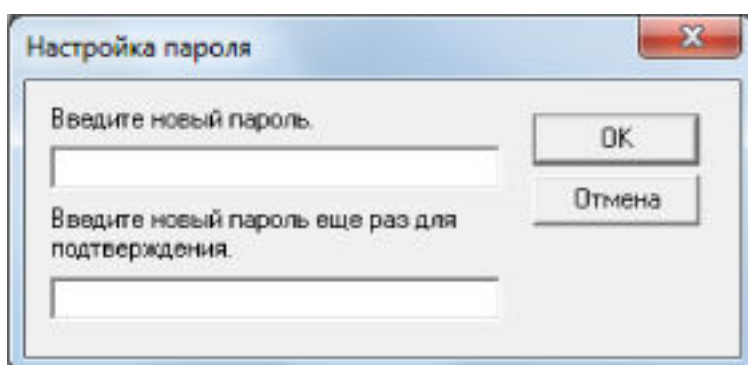 Настройка пароля
Введите новый пароль.
OK
Отмена
Введите новый пароль еще раз для
подтверждения.